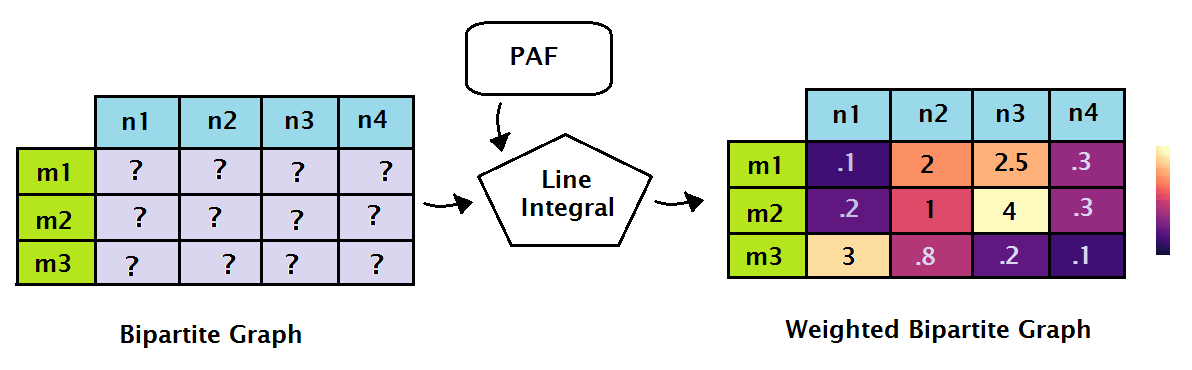 PAF
n1 n2 n3 n4
m1 ? ? ? ?
m2 ? ? ? ?
m3 ? ? ? ?
Bipartite Graph
Line
Integral
n1 n2 n3 n4
m1 .1 2 2.5 .3
m2 .2 1 4 .3
m3 3 .8 .2 .1
Weighted Bipartite Graph